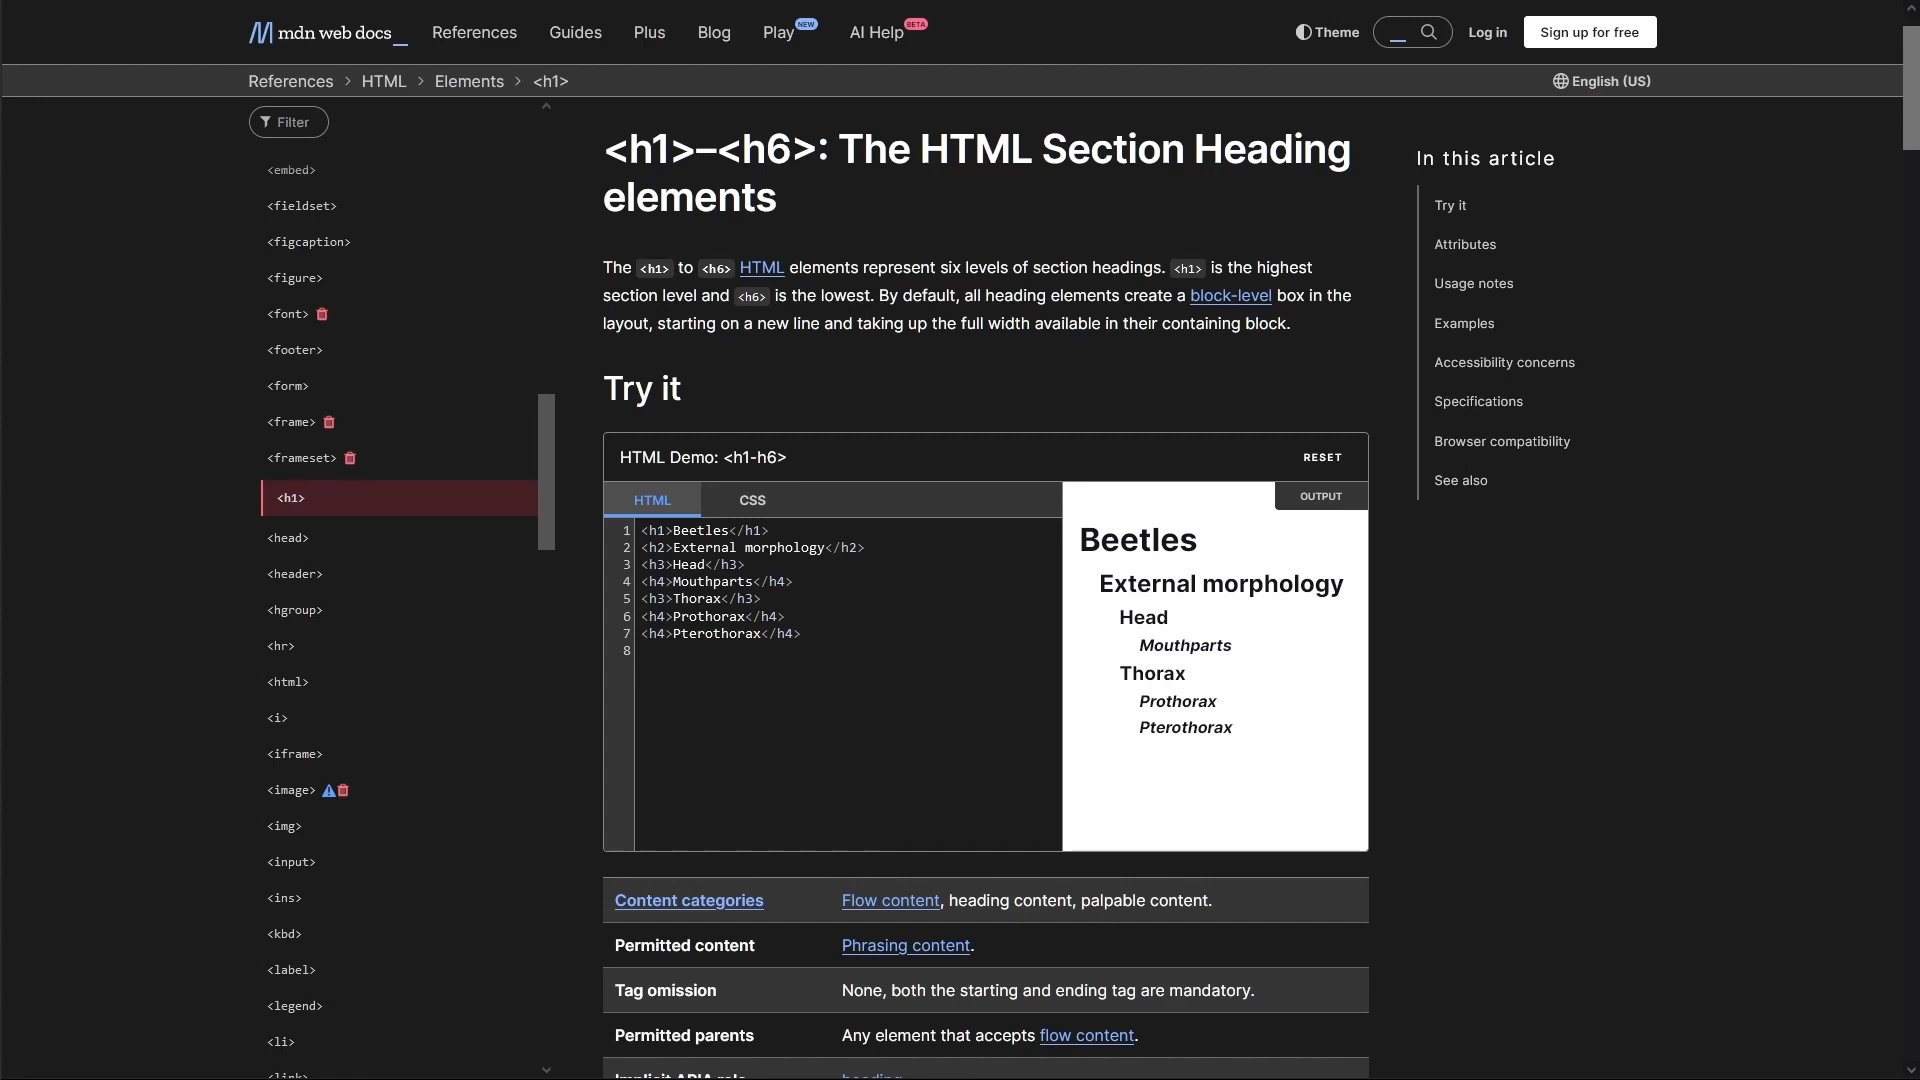 mdn web docs_
References
Guides
Plus
Blog
Play NEW
AI Help BETA
Theme
Log in
Sign up for free
References > HTML > Elements > <h1>
English (US)
Filter
<embed>
<fieldset>
<figcaption>
<figure>
<font>
<footer>
<form>
<frame>
<frameset>
<h1>
<head>
<header>
<hgroup>
<hr>
<html>
<i>
<iframe>
<image>
<img>
<input>
<ins>
<kbd>
<label>
<legend>
<li>
<link>
<h1>–<h6>: The HTML Section Heading
elements
The <h1> to <h6> HTML elements represent six levels of section headings. <h1> is the highest
section level and <h6> is the lowest. By default, all heading elements create a block-level box in the
layout, starting on a new line and taking up the full width available in their containing block.
Try it
HTML Demo: <h1-h6>
RESET
HTML
CSS
1 <h1>Beetles</h1>
2 <h2>External morphology</h2>
3 <h3>Head</h3>
4 <h4>Mouthparts</h4>
5 <h3>Thorax</h3>
6 <h4>Prothorax</h4>
7 <h4>Pterothorax</h4>
8
OUTPUT
Beetles
External morphology
Head
Mouthparts
Thorax
Prothorax
Pterothorax
Content categories Flow content, heading content, palpable content.
Permitted content Phrasing content.
Tag omission None, both the starting and ending tag are mandatory.
Permitted parents Any element that accepts flow content.
Implicit ARIA role heading
In this article
Try it
Attributes
Usage notes
Examples
Accessibility concerns
Specifications
Browser compatibility
See also